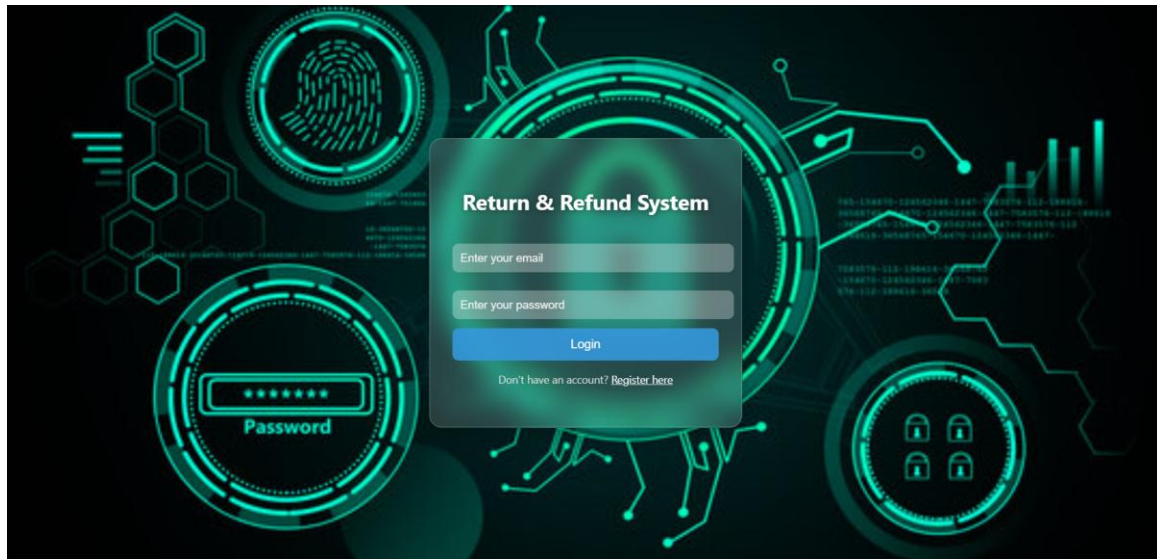 Return & Refund System
Enter your email
Enter your password
Login
Don't have an account? Register here
*******
Password